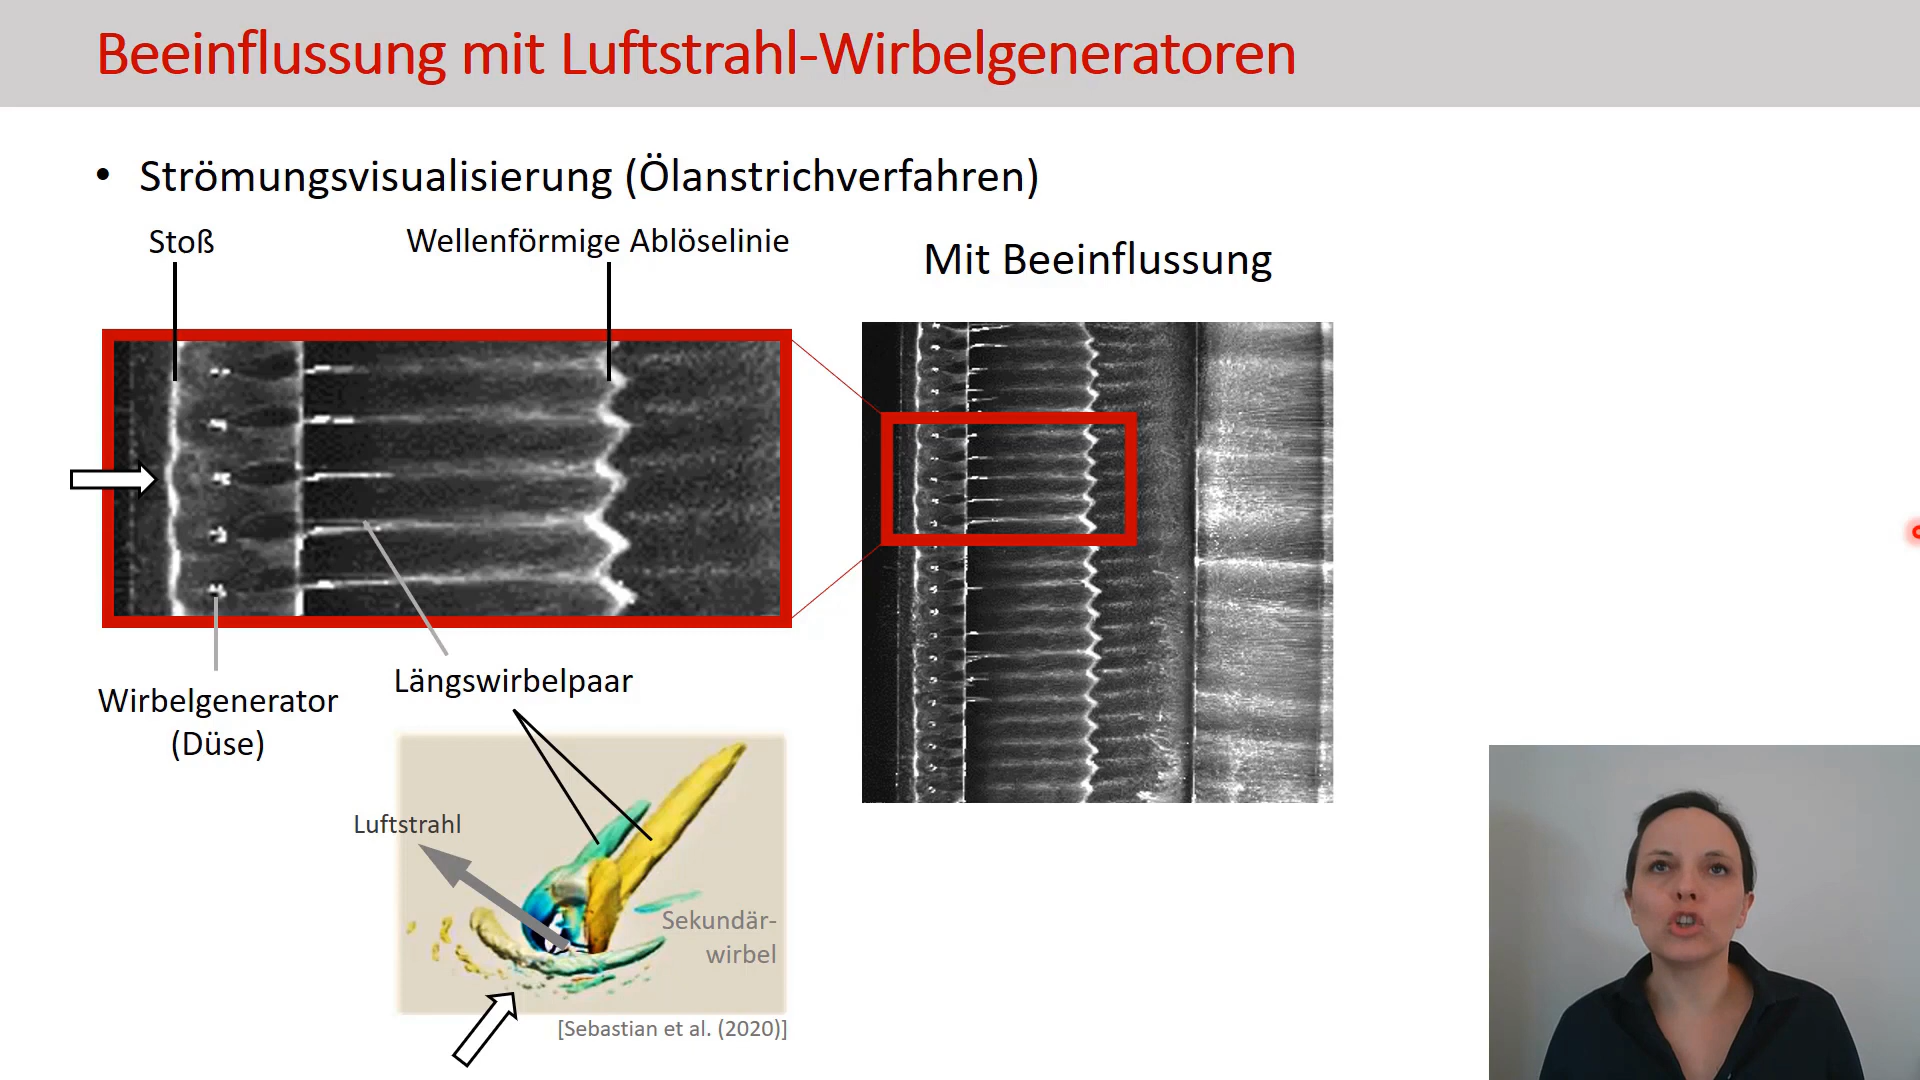 Beeinflussung mit Luftstrahl-Wirbelgeneratoren
• Strömungsvisualisierung (Ölanstrichverfahren)
Stoß
Wellenförmige Ablöselinie
Mit Beeinflussung
Wirbelgenerator
(Düse)
Längswirbelpaar
Luftstrahl
Sekundär-
wirbel
[Sebastian et al. (2020)]